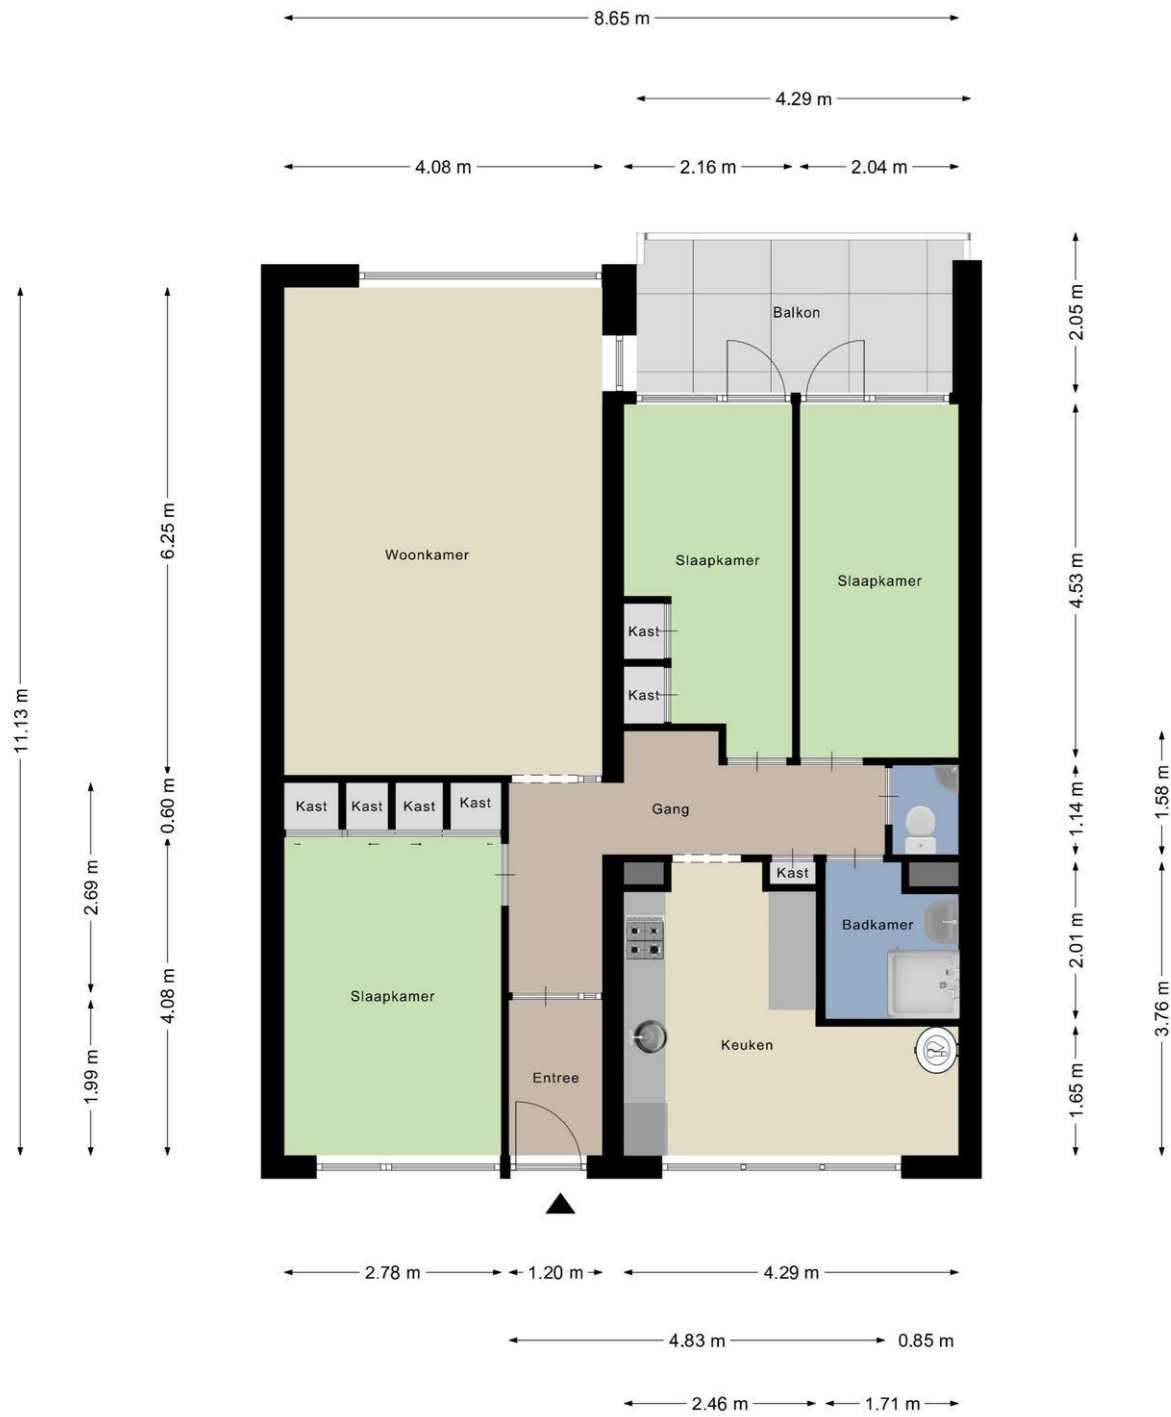 8.65 m
4.29 m
4.08 m
2.16 m
2.04 m
2.05 m
Balkon
6.25 m
4.53 m
Woonkamer
Slaapkamer
Slaapkamer
Kast
Kast
11.13 m
0.60 m
Kast
Kast
Kast
Kast
Gang
1.14 m
1.58 m
Kast
2.69 m
Badkamer
2.01 m
4.08 m
Slaapkamer
3.76 m
Keuken
1.99 m
Entree
1.65 m
2.78 m
1.20 m
4.29 m
4.83 m
0.85 m
2.46 m
1.71 m